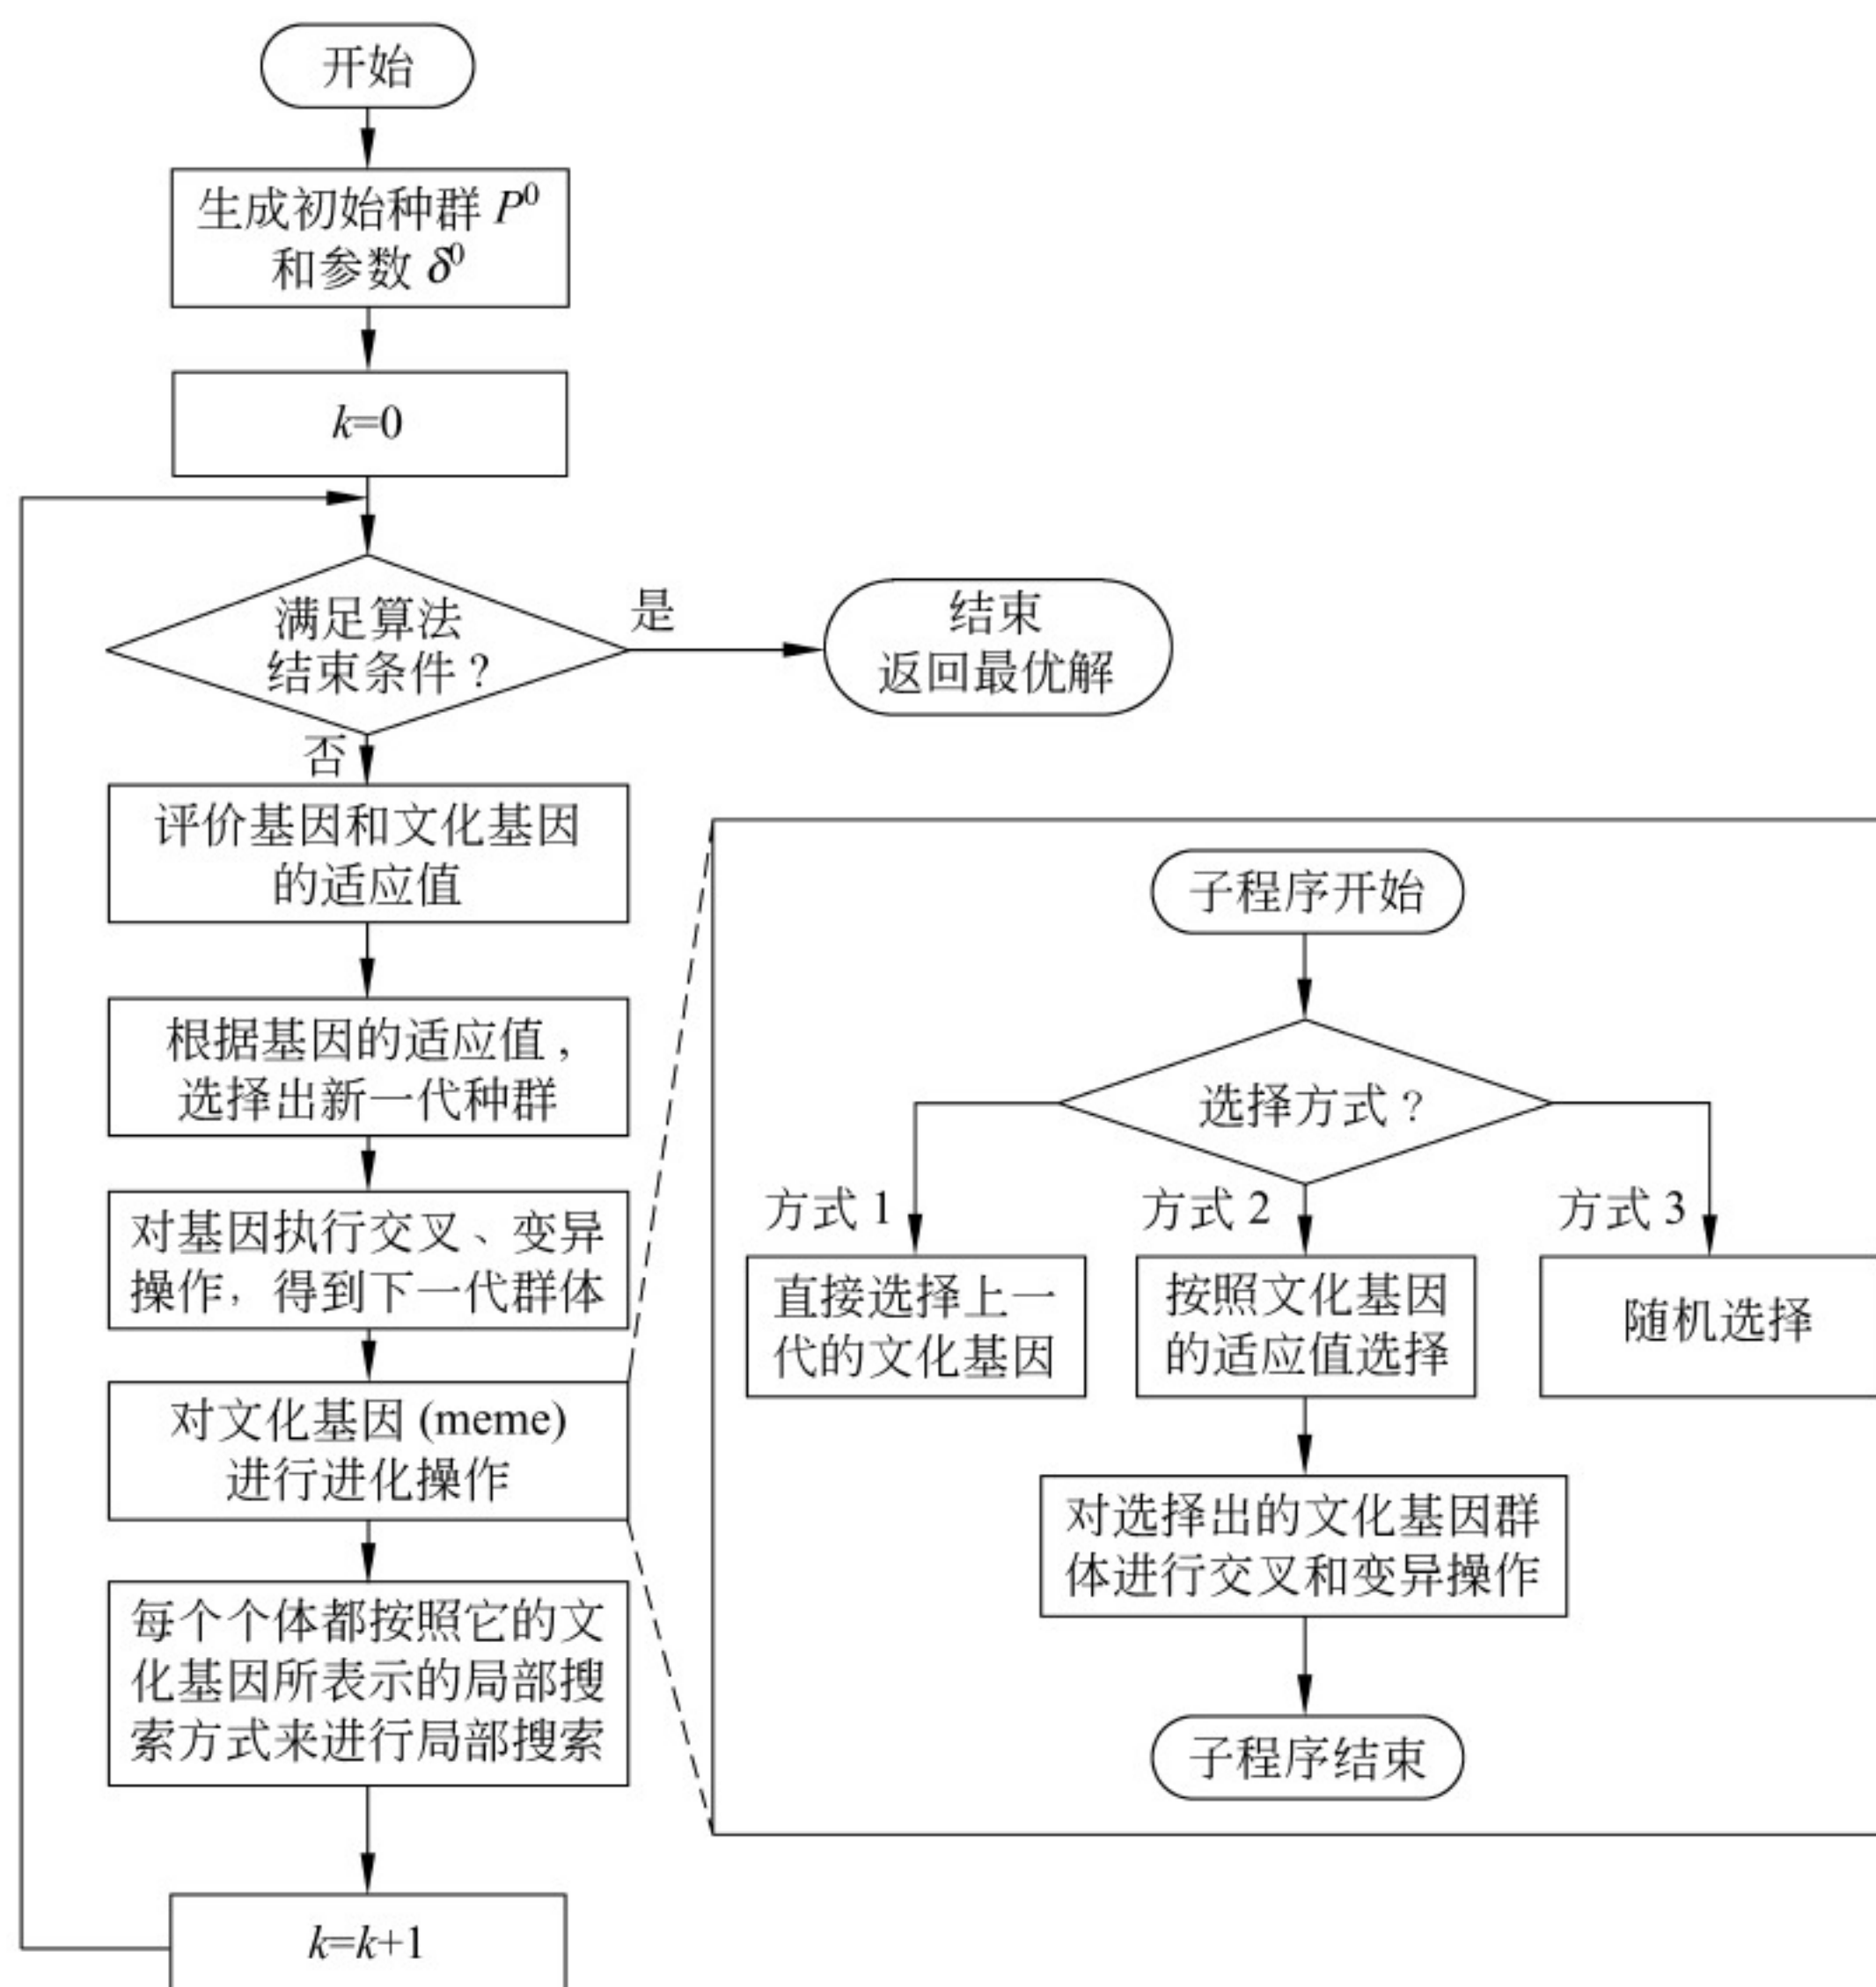 开始
生成初始种群 P⁰
和参数 δ⁰
k=0
满足算法
结束条件？
是
结束
返回最优解
否
评价基因和文化基因
的适应值
根据基因的适应值，
选择出新一代种群
对基因执行交叉、变异
操作，得到下一代群体
对文化基因 (meme)
进行进化操作
每个个体都按照它的文
化基因所表示的局部搜
索方式来进行局部搜索
k=k+1
子程序开始
选择方式？
方式 1
方式 2
方式 3
直接选择上一
代的文化基因
按照文化基因
的适应值选择
随机选择
对选择出的文化基因群
体进行交叉和变异操作
子程序结束